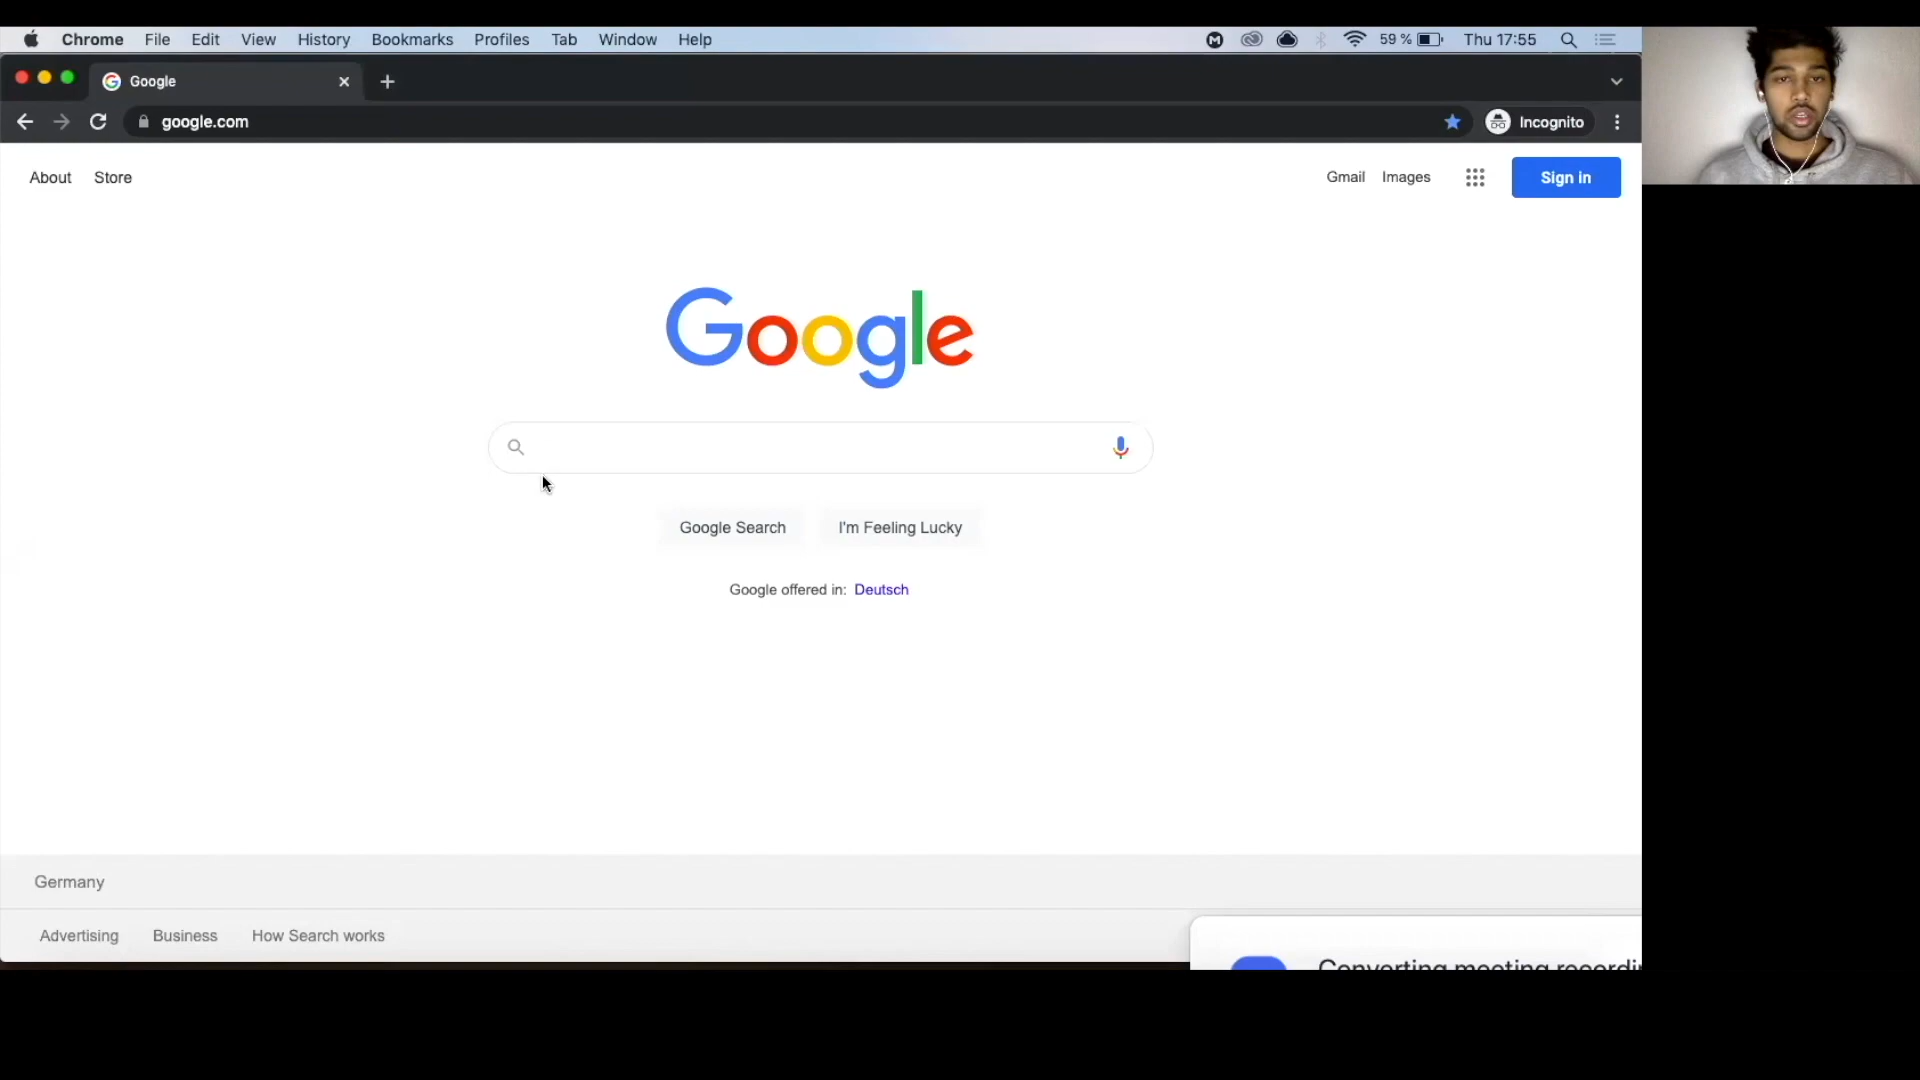 Chrome File Edit View History Bookmarks Profiles Tab Window Help 59 % Thu 17:55
Google
google.com Incognito
About Store Gmail Images Sign in
Google
Google Search I'm Feeling Lucky
Google offered in: Deutsch
Germany
Advertising Business How Search works
Converting meeting